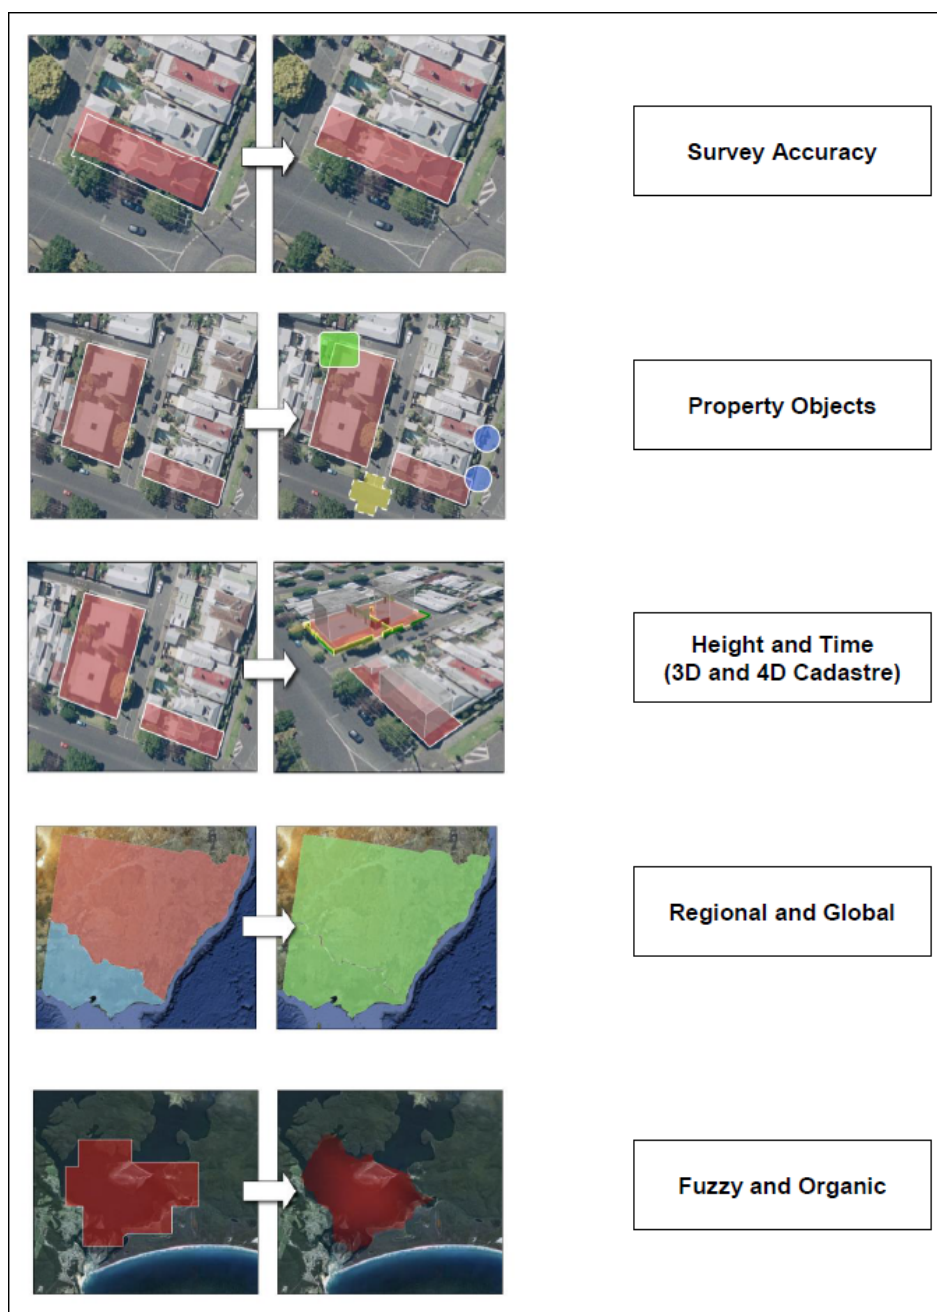 Survey Accuracy
Property Objects
Height and Time
(3D and 4D Cadastre)
Regional and Global
Fuzzy and Organic